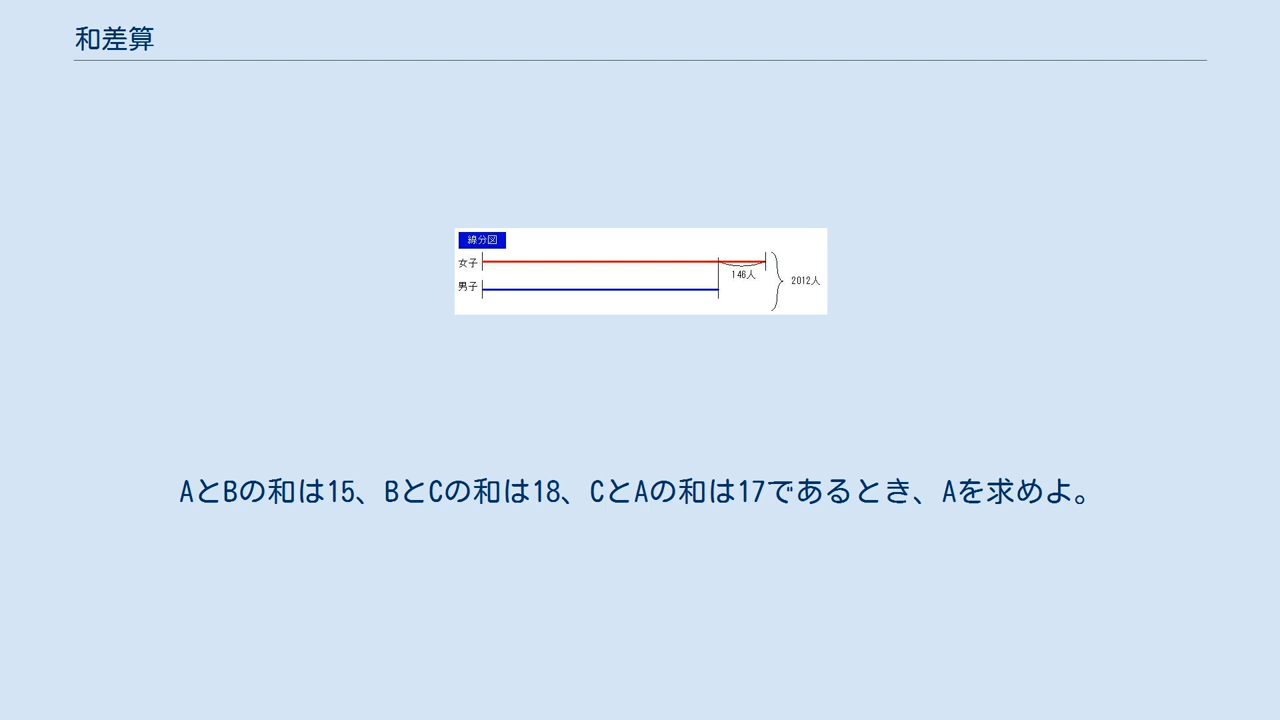 和差算
線分図
女子
146人
男子
2012人
AとBの和は15、BとCの和は18、CとAの和は17であるとき、Aを求めよ。